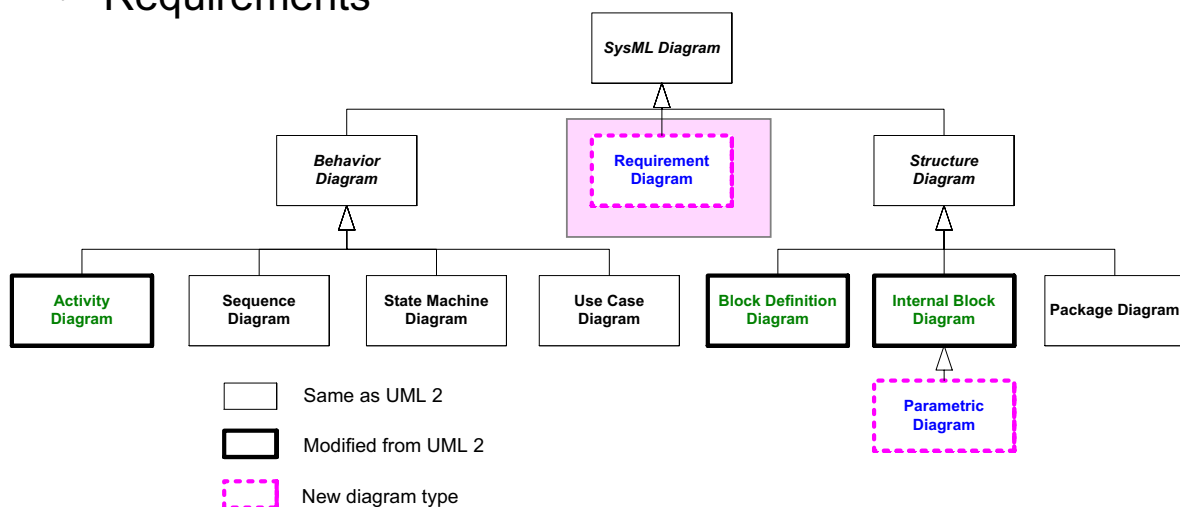 Requirements
SysML Diagram
Behavior
Diagram
Requirement
Diagram
Structure
Diagram
Activity
Diagram
Sequence
Diagram
State Machine
Diagram
Use Case
Diagram
Block Definition
Diagram
Internal Block
Diagram
Package Diagram
Parametric
Diagram
Same as UML 2
Modified from UML 2
New diagram type